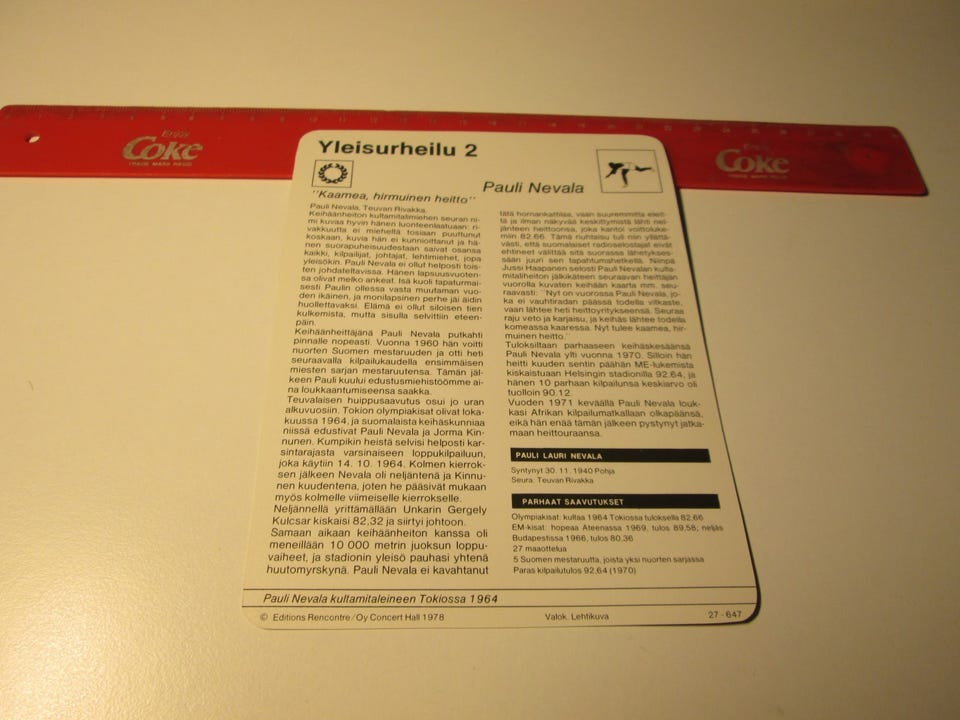 Enjoy
Coke
TRADE MARK REGD
Enjoy
Coke
TRADE MARK REGD
Yleisurheilu 2
Pauli Nevala
"Kaamea, hirmuinen heitto"
Pauli Nevala, Teuvan Rivakka.
Keihäänheiton kultamitalimiehen seuran ni-
mi kuvaa hyvin hänen luonteenlaatuaan: ri-
vakkuutta ei mieheltä tosiaan puuttunut
koskaan, kuvia hän ei kunnioittanut ja hä-
nen suorapuheisuudestaan saivat osansa
kaikki, kilpailijat, johtajat, lehtimiehet, jopa
yleisökin. Pauli Nevala ei ollut helposti tois-
ten johdateltavissa. Hänen lapsuusvuoten-
sa olivat melko ankeat. Isä kuoli tapaturmai-
sesti Paulin ollessa vasta muutaman vuo-
den ikäinen, ja monilapsinen perhe jäi äidin
huollettavaksi. Elämä ei ollut siloisen tien
kulkemista, mutta sisulla selvittiin eteen-
päin.
Keihäänheittäjänä Pauli Nevala putkahti
pinnalle nopeasti. Vuonna 1960 hän voitti
nuorten Suomen mestaruuden ja otti heti
seuraavalla kilpailukaudella ensimmäisen
miesten sarjan mestaruutensa. Tämän jäl-
keen Pauli kuului edustusmiehistöömme ai-
na loukkaantumiseensa saakka.
Teuvalaisen huippusaavutus osui jo uran
alkuvuosiin. Tokion olympiakisat olivat loka-
kuussa 1964, ja suomalaista keihäskunniaa
niissä edustivat Pauli Nevala ja Jorma Kin-
nunen. Kumpikin heistä selvisi helposti kar-
sintarajasta varsinaiseen loppukilpailuun,
joka käytiin 14. 10. 1964. Kolmen kierrok-
sen jälkeen Nevala oli neljäntenä ja Kinnu-
nen kuudentena, joten he pääsivät mukaan
myös kolmelle viimeiselle kierrokselle.
Neljännellä yrittämällään Unkarin Gergely
Kulcsar kiskaisi 82,32 ja siirtyi johtoon.
Samaan aikaan keihäänheiton kanssa oli
meneillään 10 000 metrin juoksun loppu-
vaiheet, ja stadionin yleisö pauhasi yhtenä
huutomyrskynä. Pauli Nevala ei kavahtanut
tätä hornankattilaa, vaan suuremmitta eleit-
tä ja ilman näkyvää keskittymistä lähti nel-
jänteen heittoonsa, joka kantoi voittoluke-
miin 82.66. Tämä riuhtaisu tuli niin yllättä-
västi, että suomalaiset radioselostajat eivät
ehtineet välittää sitä suorassa lähetykses-
sään juuri sen tapahtumahetkellä. Niinpä
Jussi Haapanen selosti Pauli Nevalan kulta-
mitaliheiton jälkikäteen seuraavan heittäjän
vuorolla kuvaten keihään kaarta mm. seu-
raavasti: "Nyt on vuorossa Pauli Nevala, jo-
ka ei vauhtiradan päässä todella vitkaste,
vaan lähtee heti heittoyritykseensä. Seuraa
raju veto ja karjaisu, ja keihäs lähtee todella
komeassa kaaressa. Nyt tulee kaamea, hir-
muinen heitto."
Tuloksiltaan parhaaseen keihäskesäänsä
Pauli Nevala ylti vuonna 1970. Silloin hän
heitti kuuden sentin päähän ME-lukemista
kiskaistuaan Helsingin stadionilla 92.64, ja
hänen 10 parhaan kilpailunsa keskiarvo oli
tuolloin 90.12.
Vuoden 1971 keväällä Pauli Nevala louk-
kasi Afrikan kilpailumatkallaan olkapäänsä,
eikä hän enää tämän jälkeen pystynyt jatka-
maan heittouraansa.
PAULI LAURI NEVALA
Syntynyt 30. 11. 1940 Pohja
Seura: Teuvan Rivakka
PARHAAT SAAVUTUKSET
Olympiakisat: kultaa 1964 Tokiossa tuloksella 82,66
EM-kisat: hopeaa Ateenassa 1969, tulos 89,58; neljäs
Budapestissa 1966, tulos 80,36
27 maaottelua
5 Suomen mestaruutta, joista yksi nuorten sarjassa
Paras kilpailutulos 92,64 (1970)
Pauli Nevala kultamitaleineen Tokiossa 1964
© Editions Rencontre/Oy Concert Hall 1978
Valok. Lehtikuva
27 - 647